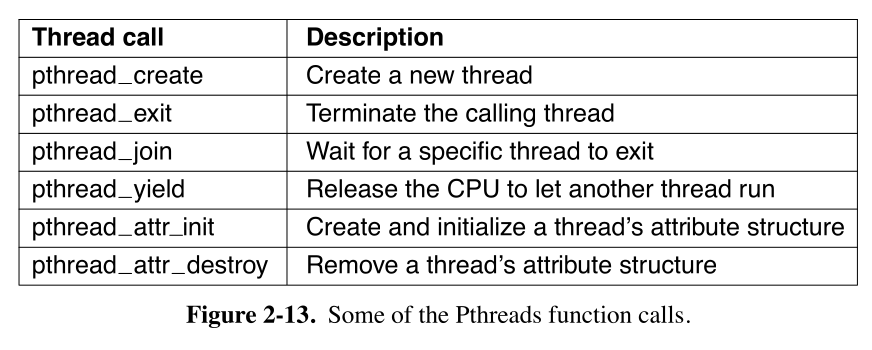 Thread call Description
pthread_create Create a new thread
pthread_exit Terminate the calling thread
pthread_join Wait for a specific thread to exit
pthread_yield Release the CPU to let another thread run
pthread_attr_init Create and initialize a thread's attribute structure
pthread_attr_destroy Remove a thread's attribute structure
Figure 2-13. Some of the Pthreads function calls.